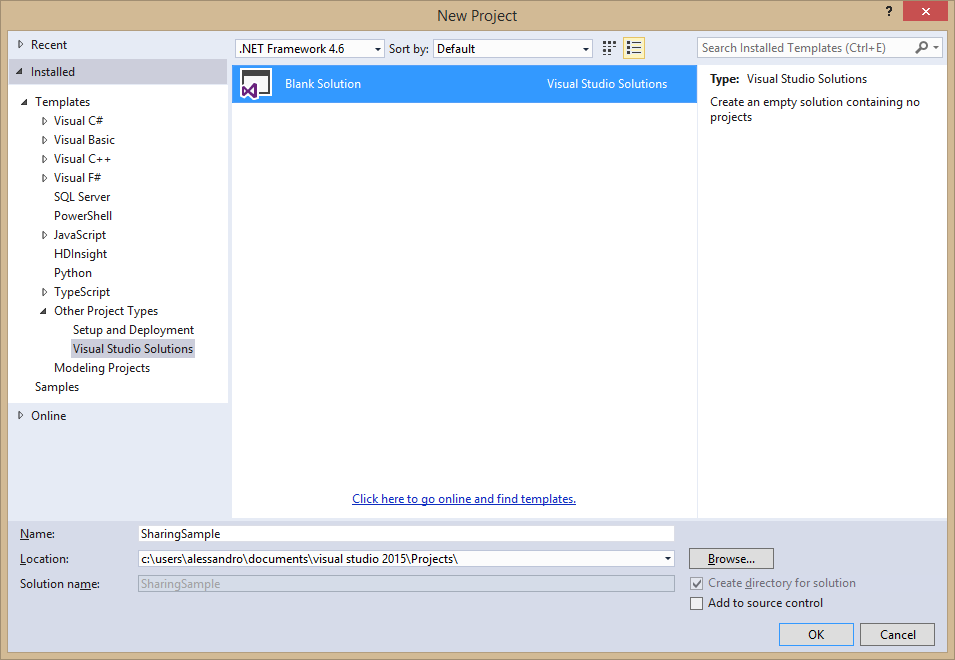 New Project
?
Recent
.NET Framework 4.6
Sort by:
Default
Search Installed Templates (Ctrl+E)
Installed
Templates
Visual C#
Visual Basic
Visual C++
Visual F#
SQL Server
PowerShell
JavaScript
HDInsight
Python
TypeScript
Other Project Types
Setup and Deployment
Visual Studio Solutions
Modeling Projects
Samples
Online
Blank Solution
Visual Studio Solutions
Click here to go online and find templates.
Type: Visual Studio Solutions
Create an empty solution containing no
projects
Name:
SharingSample
Location:
c:\users\alessandro\documents\visual studio 2015\Projects\
Browse...
Solution name:
SharingSample
Create directory for solution
Add to source control
OK
Cancel